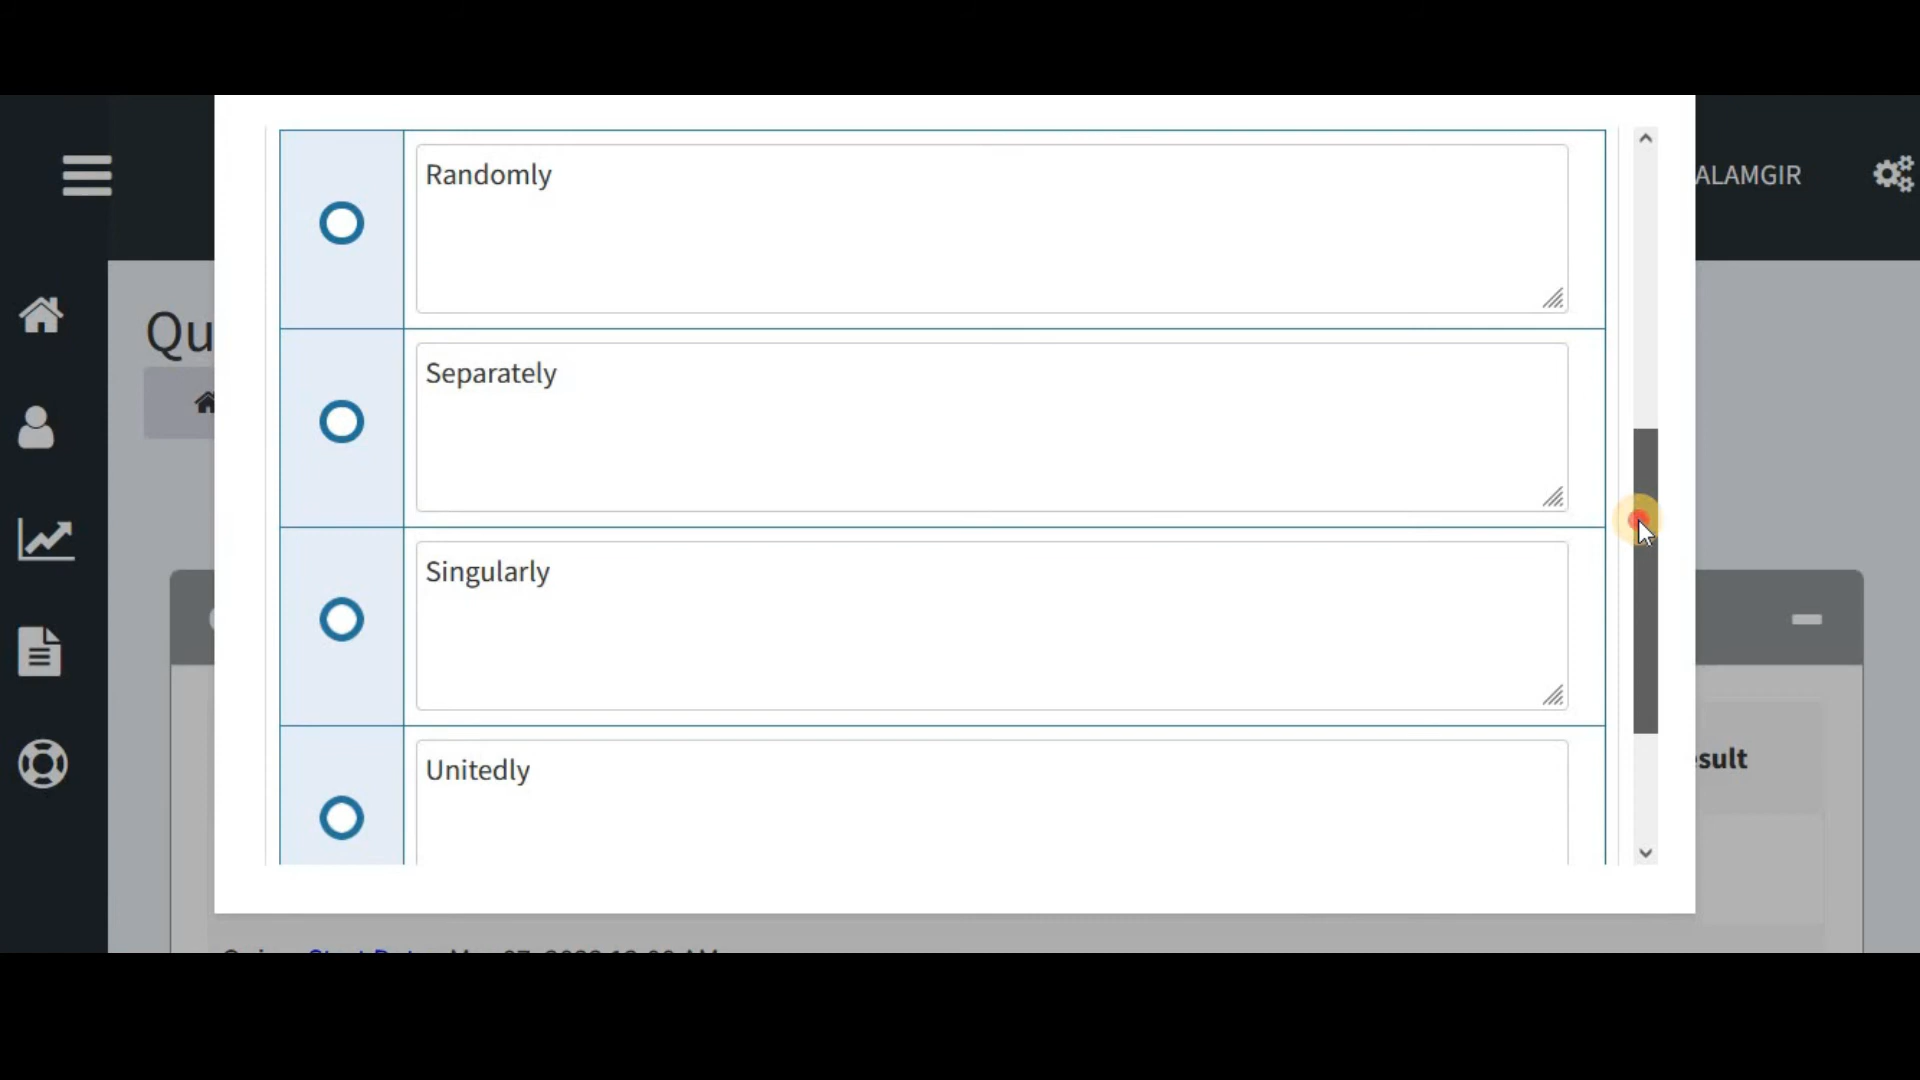 Randomly
ALAMGIR
Qu
Separately
Singularly
Unitedly
sult